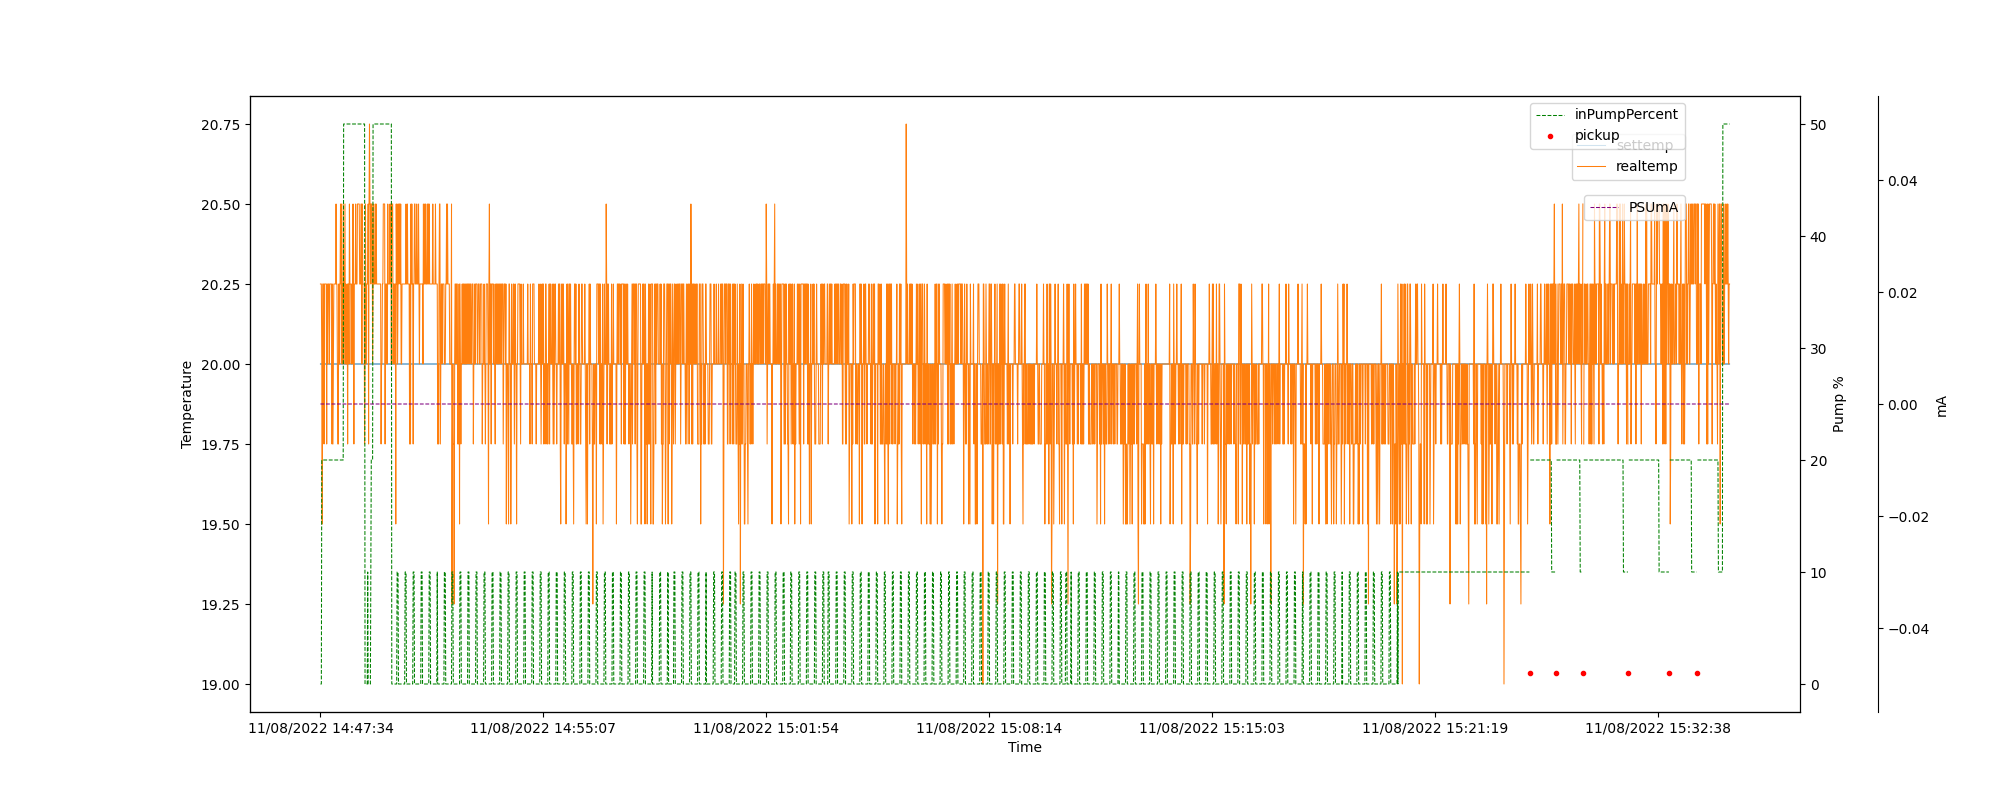 inPumpPercent
pickup
settemp
realtemp
PSUmA
20.75
20.50
20.25
20.00
19.75
19.50
19.25
19.00
Temperature
50
40
30
20
10
0
Pump %
0.04
0.02
0.00
−0.02
−0.04
mA
11/08/2022 14:47:34
11/08/2022 14:55:07
11/08/2022 15:01:54
11/08/2022 15:08:14
11/08/2022 15:15:03
11/08/2022 15:21:19
11/08/2022 15:32:38
Time